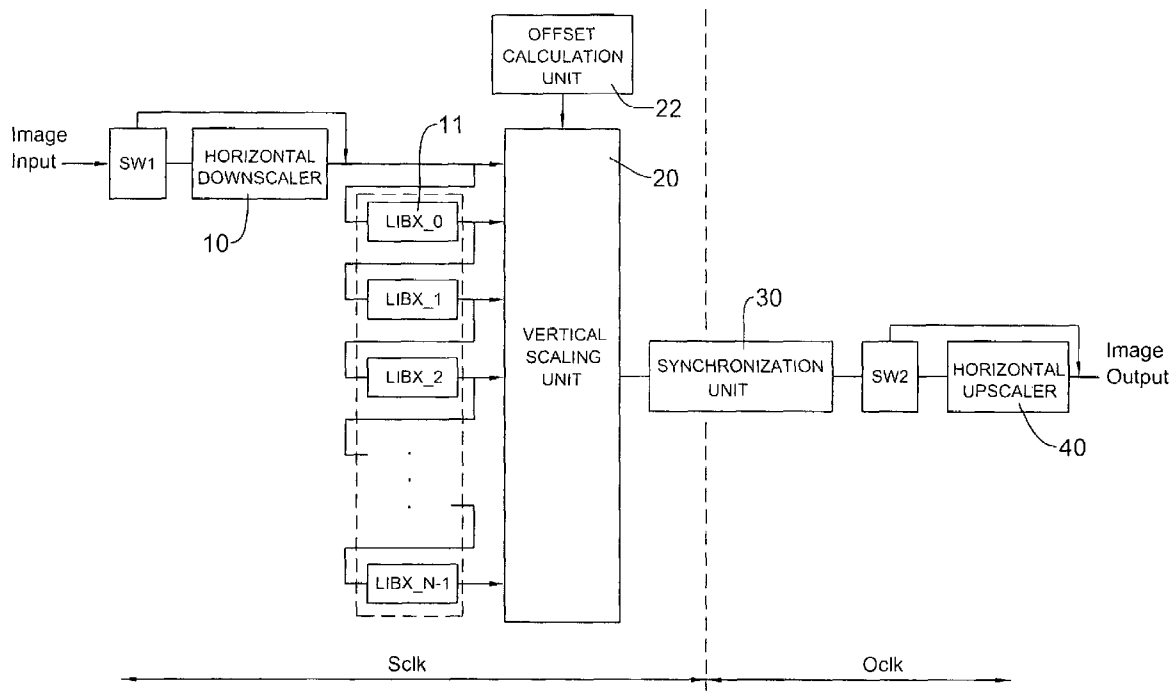 OFFSET
CALCULATION
UNIT
22
Image
Input
SW1
HORIZONTAL
DOWNSCALER
10
11
20
LIBX_0
LIBX_1
LIBX_2
. . .
LIBX_N-1
VERTICAL
SCALING
UNIT
30
SYNCHRONIZATION
UNIT
SW2
HORIZONTAL
UPSCALER
40
Image
Output
Sclk
Oclk